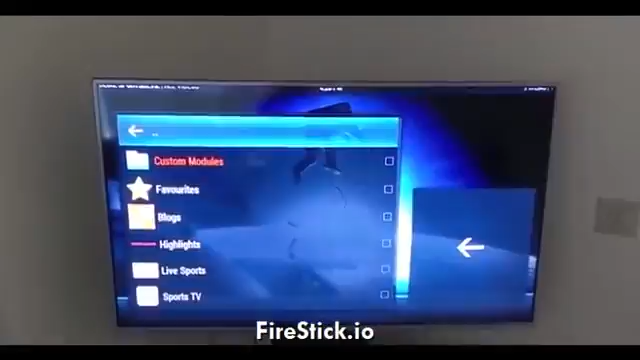 ..
Custom Modules
Favourites
Blogs
Highlights
Live Sports
Sports TV
FireStick.io